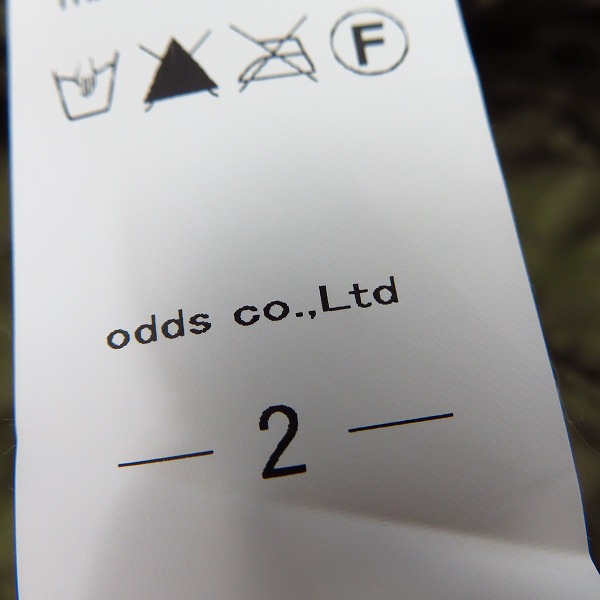 F
odds co.,Ltd
— 2 —